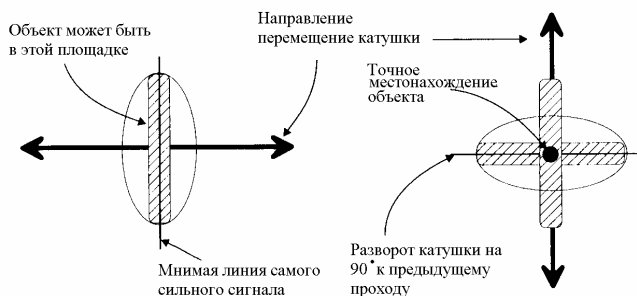 Объект может быть
в этой площадке
Направление
перемещение катушки
Точное
местонахождение
объекта
Мнимая линия самого
сильного сигнала
Разворот катушки на
90° к предыдущему
проходу